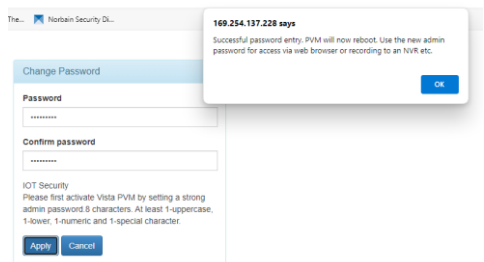 The... Norbain Security Di...
169.254.137.228 says
Successful password entry. PVM will now reboot. Use the new admin
password for access via web browser or recording to an NVR etc.
OK
Change Password
Password
•••••••••
Confirm password
•••••••••
IOT Security
Please first activate Vista PVM by setting a strong
admin password.8 characters. At least 1-uppercase,
1-lower, 1-numeric and 1-special character.
Apply Cancel